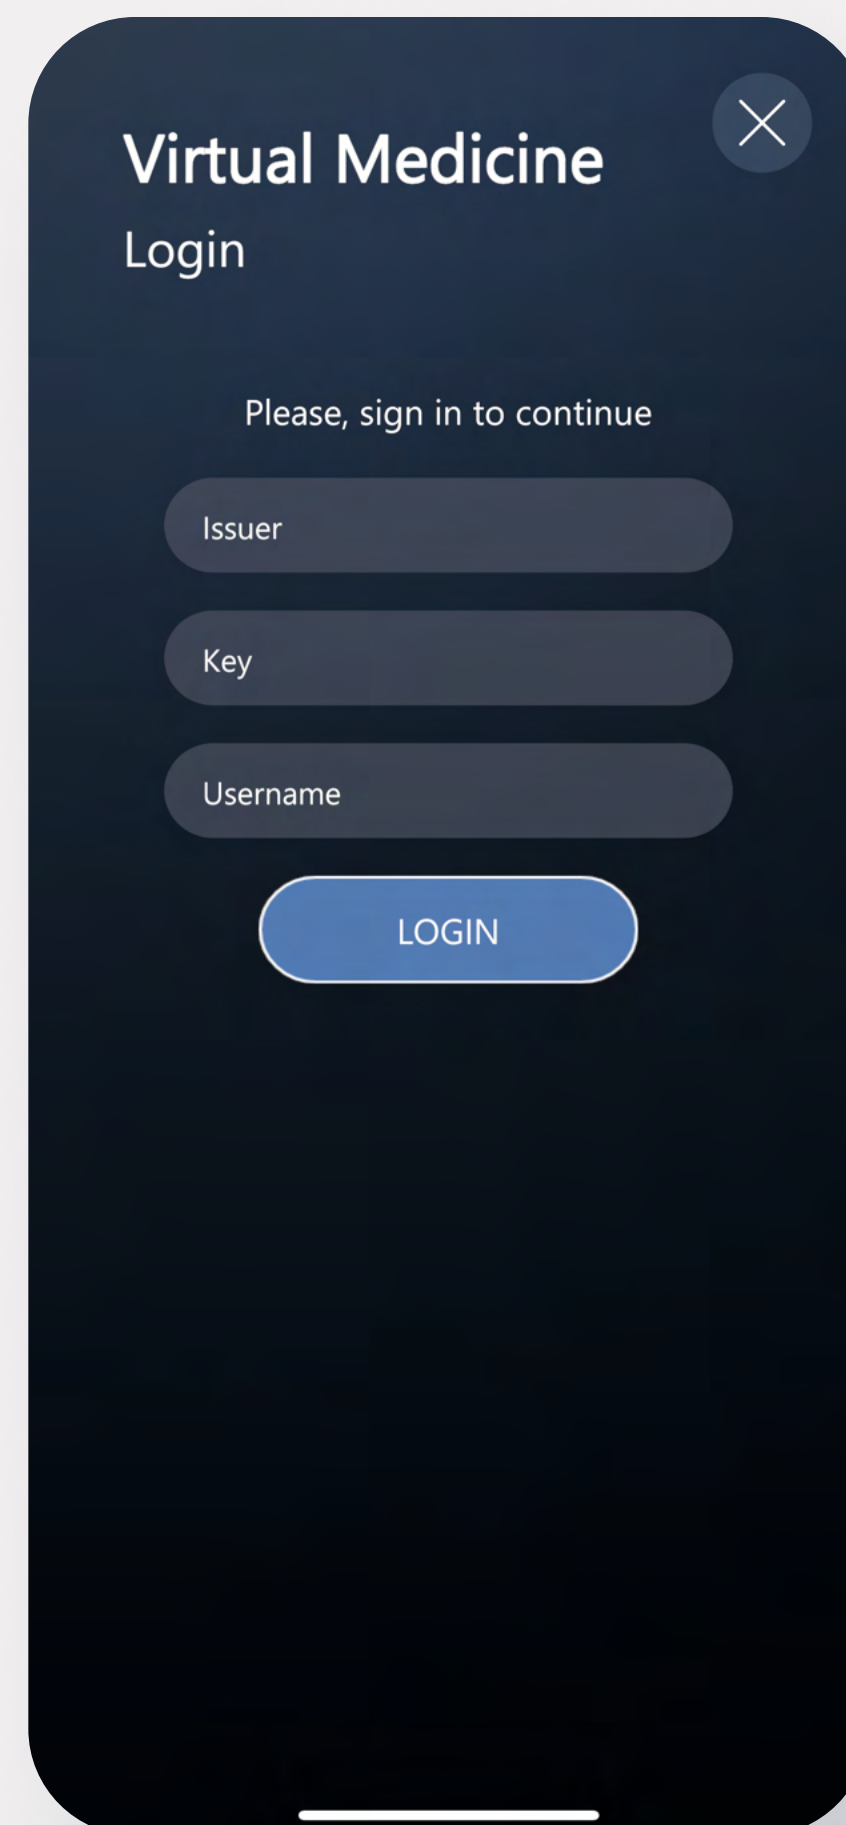 Virtual Medicine
Login
Please, sign in to continue
Issuer
Key
Username
LOGIN